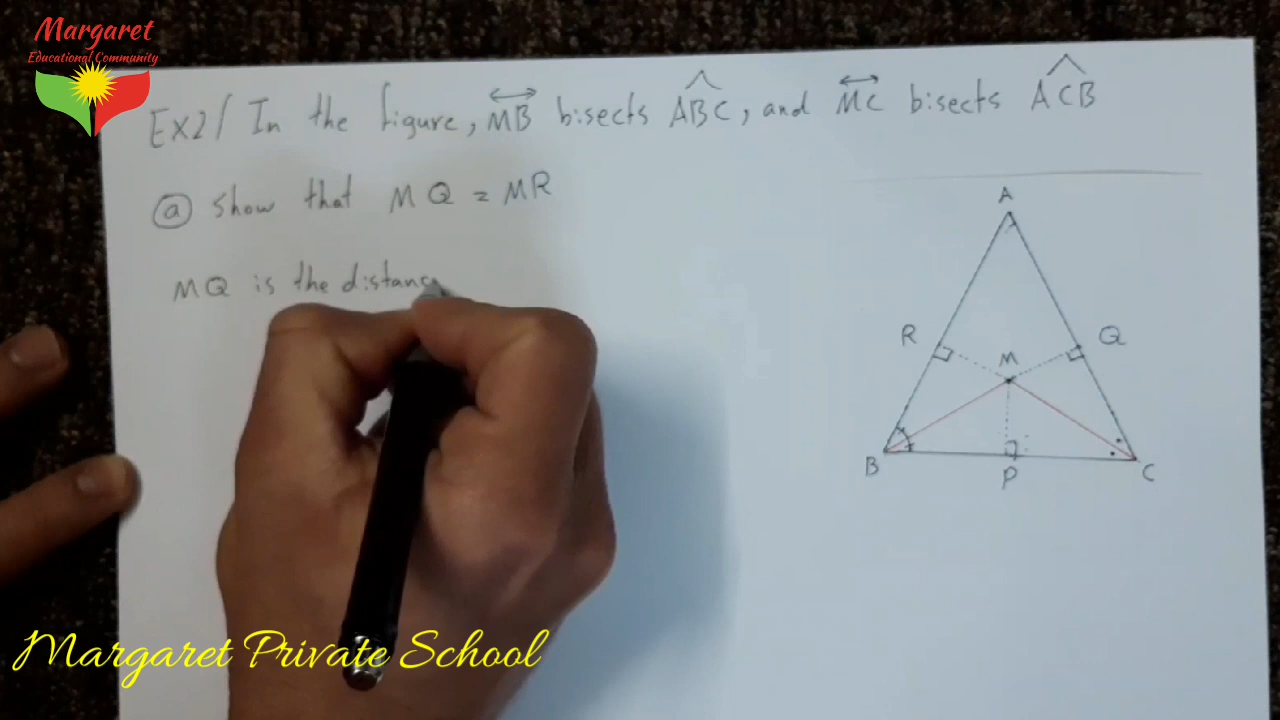 Margaret
Educational Community
EX2/ In the figure, MB bisects ABC, and MC bisects ACB
ⓐ show that MQ = MR
MQ is the distanc
A
R
Q
M
B
P
C
Margaret Private School